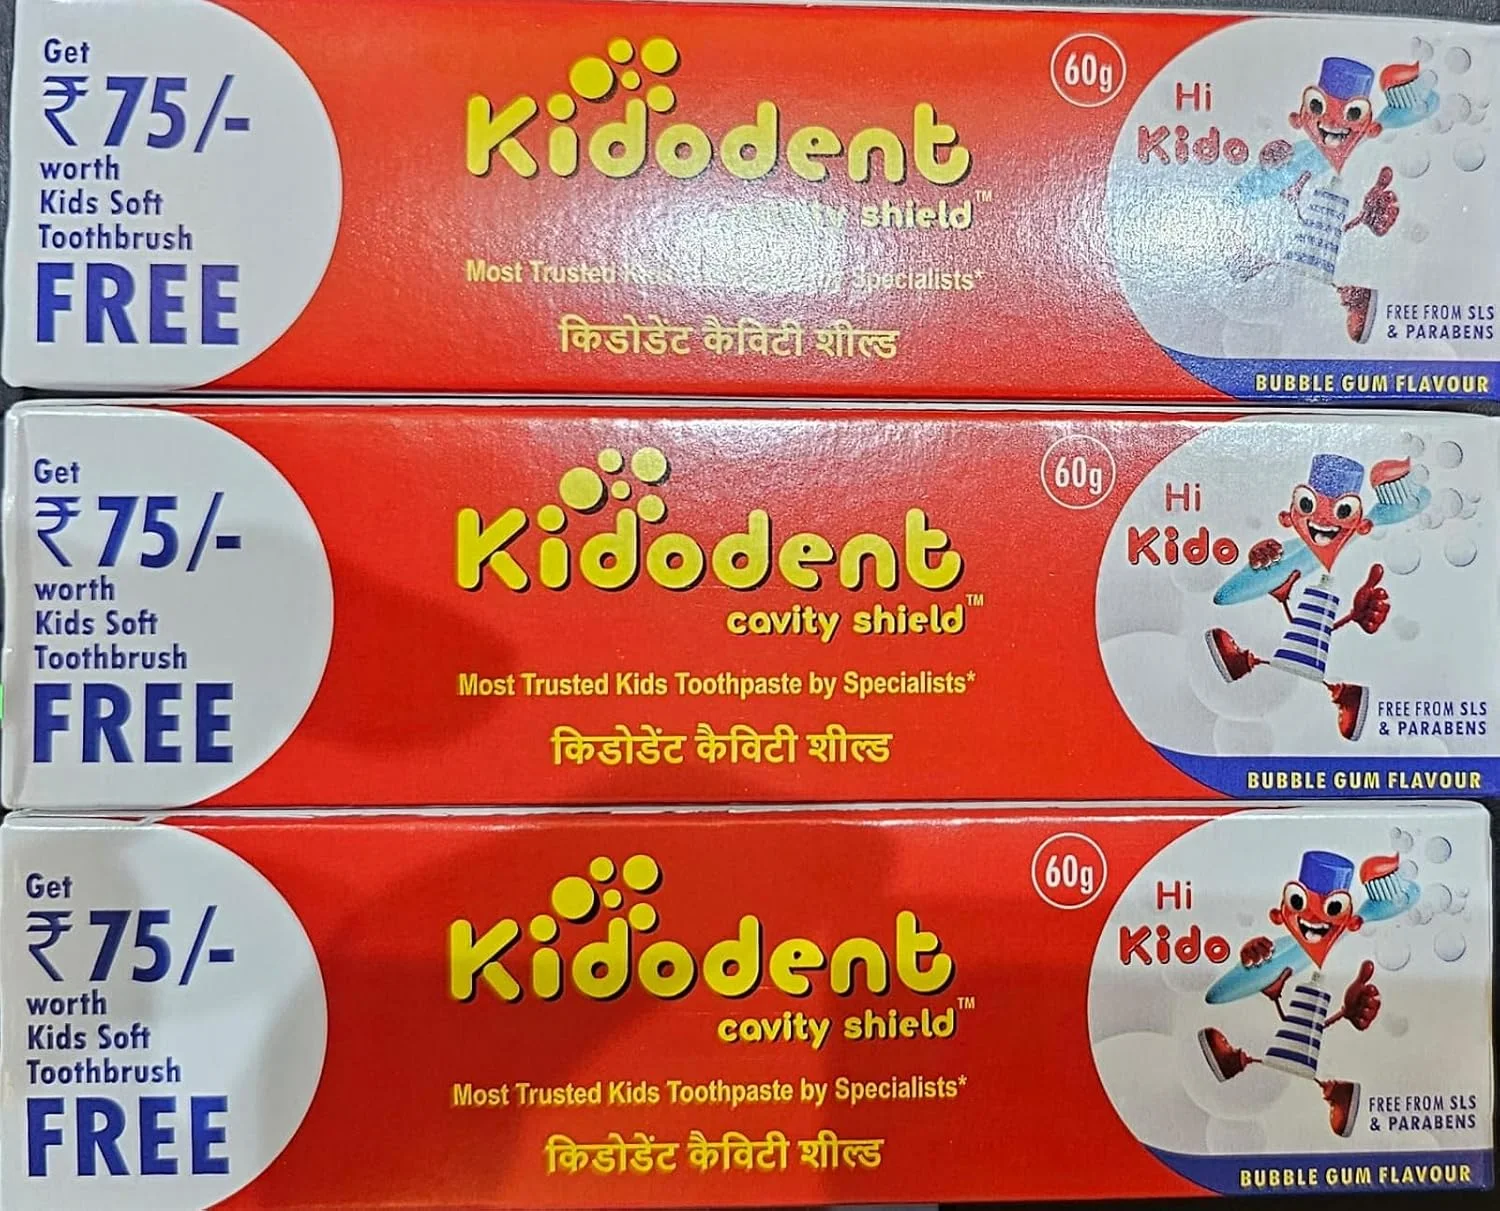 Get
₹ 75/-
worth
Kids Soft
Toothbrush
FREE
Kidodent
shield™
Most Trusted Specialists*
किडोडेंट कैविटी शील्ड
60g
Hi
Kido
FREE FROM SLS
& PARABENS
BUBBLE GUM FLAVOUR
Get
₹ 75/-
worth
Kids Soft
Toothbrush
FREE
Kidodent
cavity shield™
Most Trusted Kids Toothpaste by Specialists*
किडोडेंट कैविटी शील्ड
60g
Hi
Kido
FREE FROM SLS
& PARABENS
BUBBLE GUM FLAVOUR
Get
₹ 75/-
worth
Kids Soft
Toothbrush
FREE
Kidodent
cavity shield™
Most Trusted Kids Toothpaste by Specialists*
किडोडेंट कैविटी शील्ड
60g
Hi
Kido
FREE FROM SLS
& PARABENS
BUBBLE GUM FLAVOUR